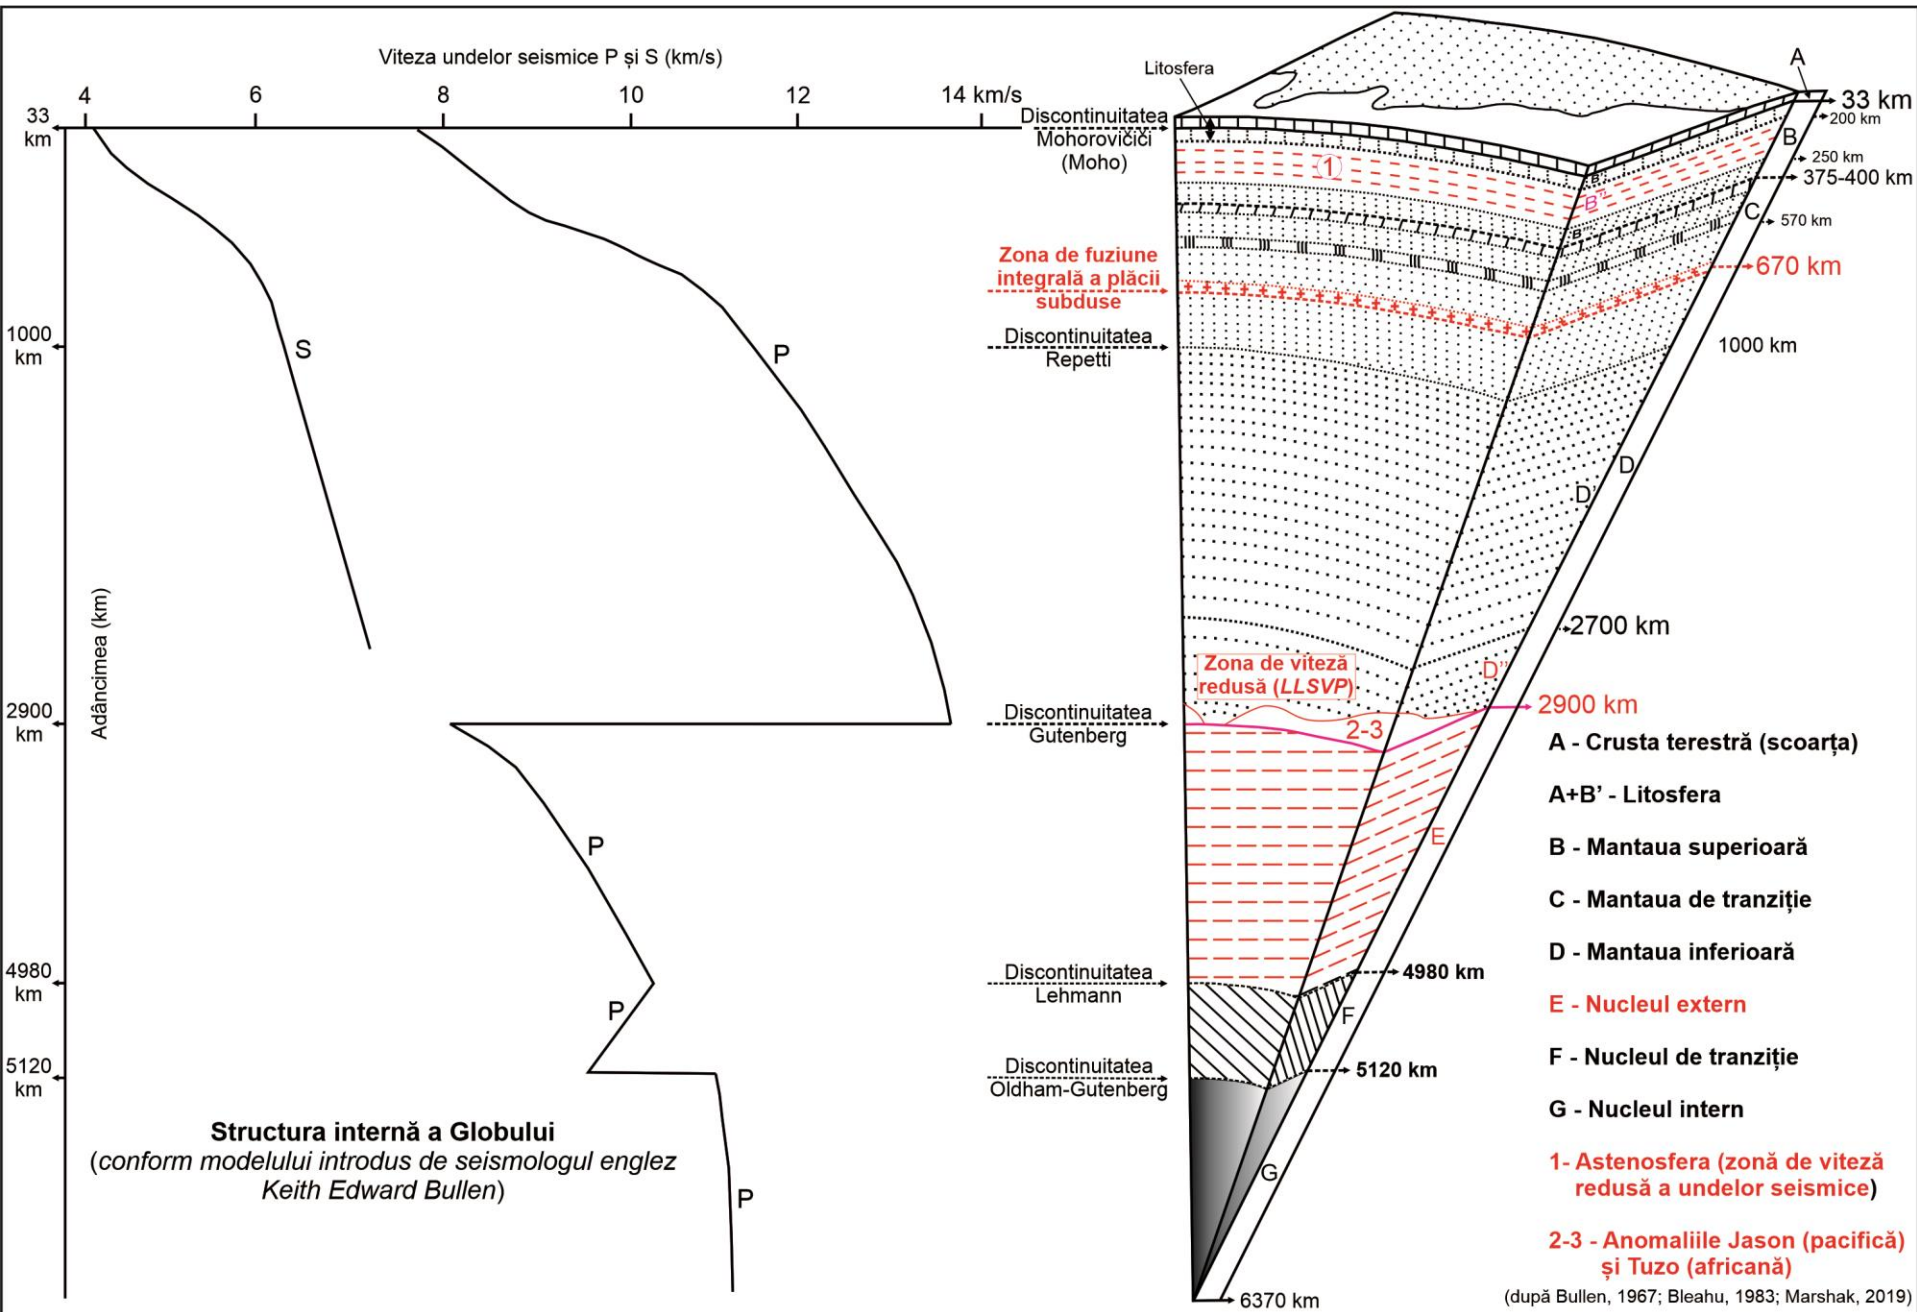 Viteza undelor seismice P și S (km/s)
4
6
8
10
12
14 km/s
33
km
1000
km
2900
km
4980
km
5120
km
Adâncimea (km)
S
P
P
P
P
Structura internă a Globului
(conform modelului introdus de seismologul englez
Keith Edward Bullen)
Litosfera
Discontinuitatea
Mohorovičići
(Moho)
Zona de fuziune
integrală a plăcii
subduse
Discontinuitatea
Repetti
Discontinuitatea
Gutenberg
Discontinuitatea
Lehmann
Discontinuitatea
Oldham-Gutenberg
1
Zona de viteză
redusă (LLSVP)
2-3
A
B
B''
C
D
D'
D''
E
F
G
33 km
200 km
250 km
375-400 km
570 km
670 km
1000 km
2700 km
2900 km
4980 km
5120 km
6370 km
A - Crusta terestră (scoarța)
A+B’ - Litosfera
B - Mantaua superioară
C - Mantaua de tranziție
D - Mantaua inferioară
E - Nucleul extern
F - Nucleul de tranziție
G - Nucleul intern
1- Astenosfera (zonă de viteză
redusă a undelor seismice)
2-3 - Anomaliile Jason (pacifică)
și Tuzo (africană)
(după Bullen, 1967; Bleahu, 1983; Marshak, 2019)